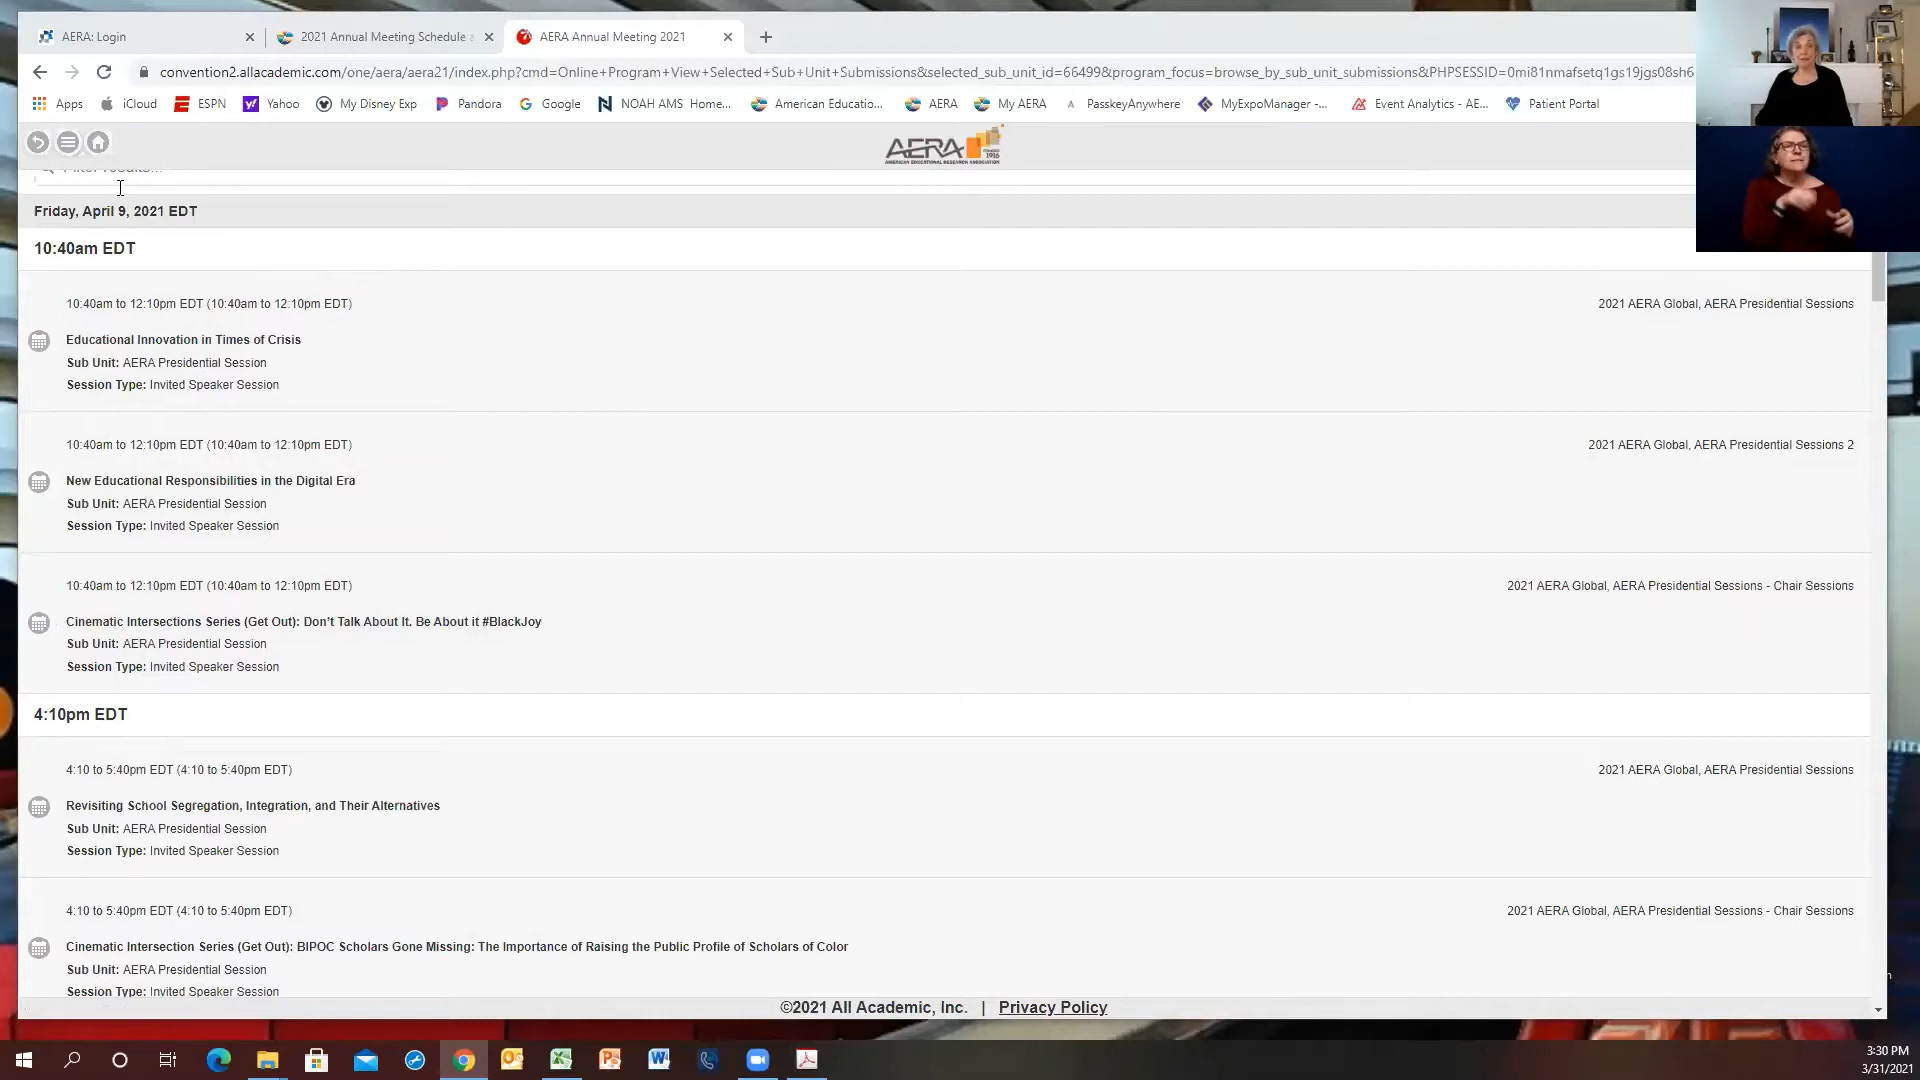 AERA: Login
2021 Annual Meeting Schedule a
AERA Annual Meeting 2021
convention2.allacademic.com/one/aera/aera21/index.php?cmd=Online+Program+View+Selected+Sub+Unit+Submissions&selected_sub_unit_id=66499&program_focus=browse_by_sub_unit_submissions&PHPSESSID=0mi81nmafsetq1gs19jgs08sh6
Apps iCloud ESPN Yahoo My Disney Exp Pandora Google NOAH AMS Home... American Educatio... AERA My AERA PasskeyAnywhere MyExpoManager -... Event Analytics - AE... Patient Portal
AERA
FOUNDED
1916
AMERICAN EDUCATIONAL RESEARCH ASSOCIATION
Filter results...
Friday, April 9, 2021 EDT
10:40am EDT
10:40am to 12:10pm EDT (10:40am to 12:10pm EDT)
2021 AERA Global, AERA Presidential Sessions
Educational Innovation in Times of Crisis
Sub Unit: AERA Presidential Session
Session Type: Invited Speaker Session
10:40am to 12:10pm EDT (10:40am to 12:10pm EDT)
2021 AERA Global, AERA Presidential Sessions 2
New Educational Responsibilities in the Digital Era
Sub Unit: AERA Presidential Session
Session Type: Invited Speaker Session
10:40am to 12:10pm EDT (10:40am to 12:10pm EDT)
2021 AERA Global, AERA Presidential Sessions - Chair Sessions
Cinematic Intersections Series (Get Out): Don’t Talk About It. Be About it #BlackJoy
Sub Unit: AERA Presidential Session
Session Type: Invited Speaker Session
4:10pm EDT
4:10 to 5:40pm EDT (4:10 to 5:40pm EDT)
2021 AERA Global, AERA Presidential Sessions
Revisiting School Segregation, Integration, and Their Alternatives
Sub Unit: AERA Presidential Session
Session Type: Invited Speaker Session
4:10 to 5:40pm EDT (4:10 to 5:40pm EDT)
2021 AERA Global, AERA Presidential Sessions - Chair Sessions
Cinematic Intersection Series (Get Out): BIPOC Scholars Gone Missing: The Importance of Raising the Public Profile of Scholars of Color
Sub Unit: AERA Presidential Session
Session Type: Invited Speaker Session
©2021 All Academic, Inc. | Privacy Policy
3:30 PM
3/31/2021